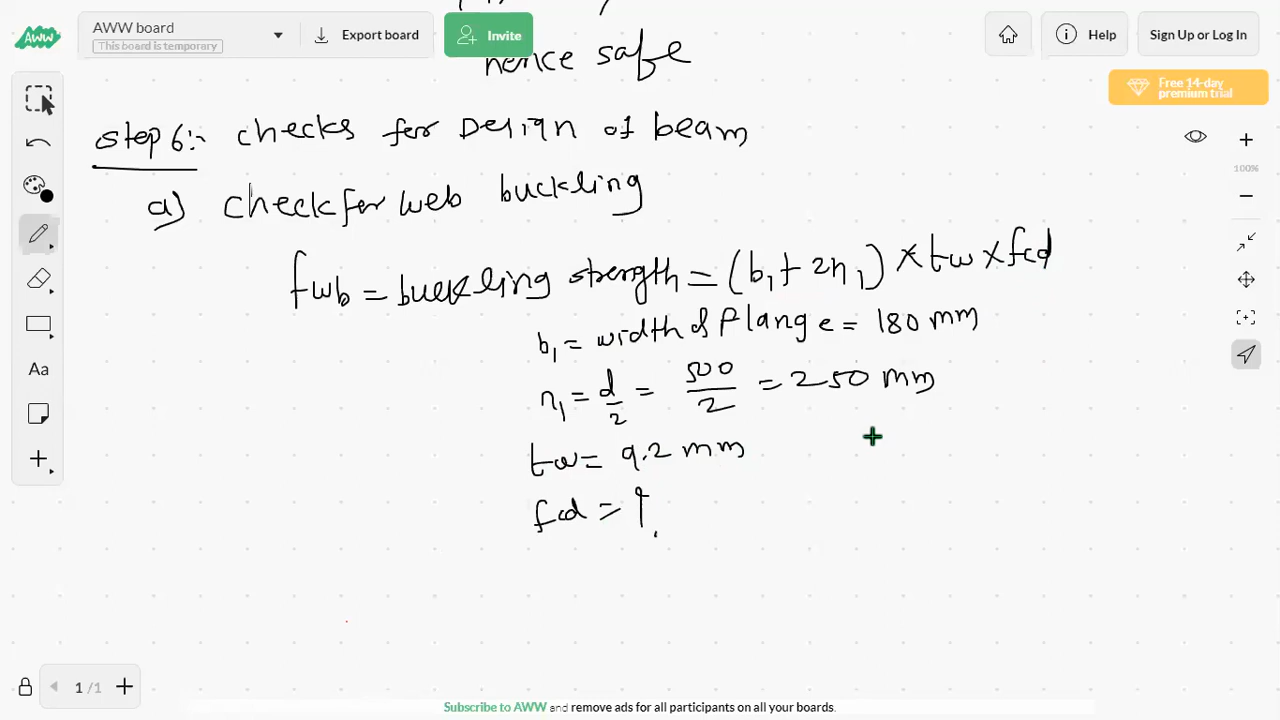 AWW
AWW board
This board is temporary
Export board
Invite
Help
Sign Up or Log In
Free 14-day
premium trial
hence safe
step 6:- checks for Design of beam
a) check for web buckling
fwb = buckling strength = (b1 + 2n1) × tw × fcd
b1 = width of flange = 180 mm
n1 = d/2 = 500/2 = 250 mm
tw = 9.2 mm
fcd = ?
100%
Aa
1 / 1
Subscribe to AWW and remove ads for all participants on all your boards.